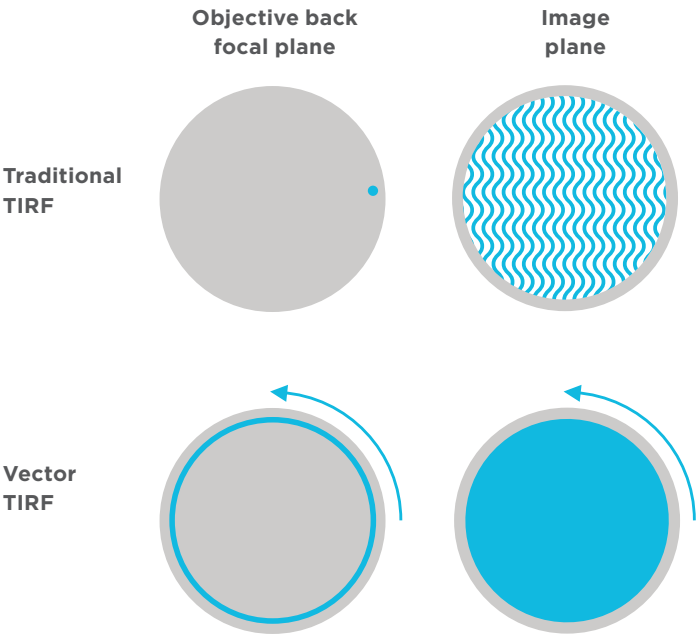 Objective back
focal plane
Image
plane
Traditional
TIRF
Vector
TIRF